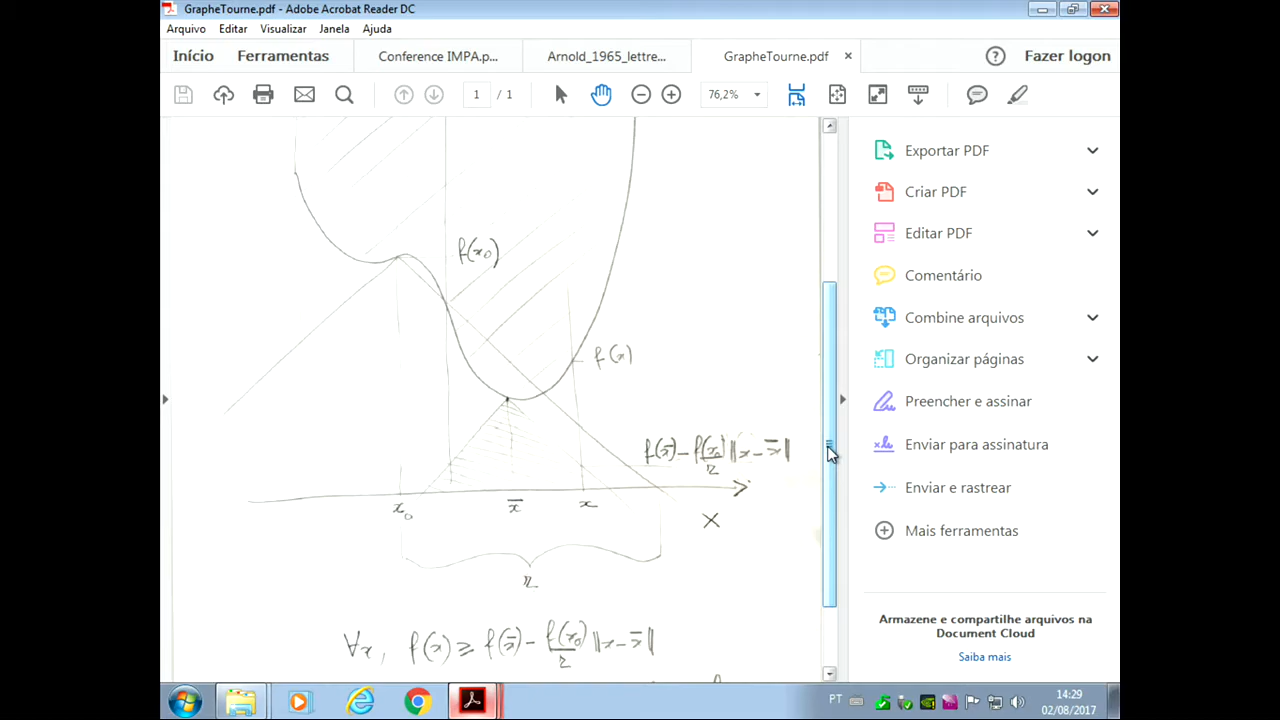 GrapheTourne.pdf - Adobe Acrobat Reader DC
Arquivo Editar Visualizar Janela Ajuda
Início Ferramentas Conference IMPA.p... Arnold_1965_lettre... GrapheTourne.pdf × ? Fazer logon
1 / 1 76,2%
Exportar PDF
Criar PDF
Editar PDF
Comentário
Combine arquivos
Organizar páginas
Preencher e assinar
Enviar para assinatura
Enviar e rastrear
Mais ferramentas
Armazene e compartilhe arquivos na
Document Cloud
Saiba mais
f(x₀)
f(x)
f(x̅) - f(x₀)/r ||x - x̅||
x₀ x̅ x
X
r
∀x, f(x) ≥ f(x̅) - f(x₀)/r ||x - x̅||
PT 14:29
02/08/2017